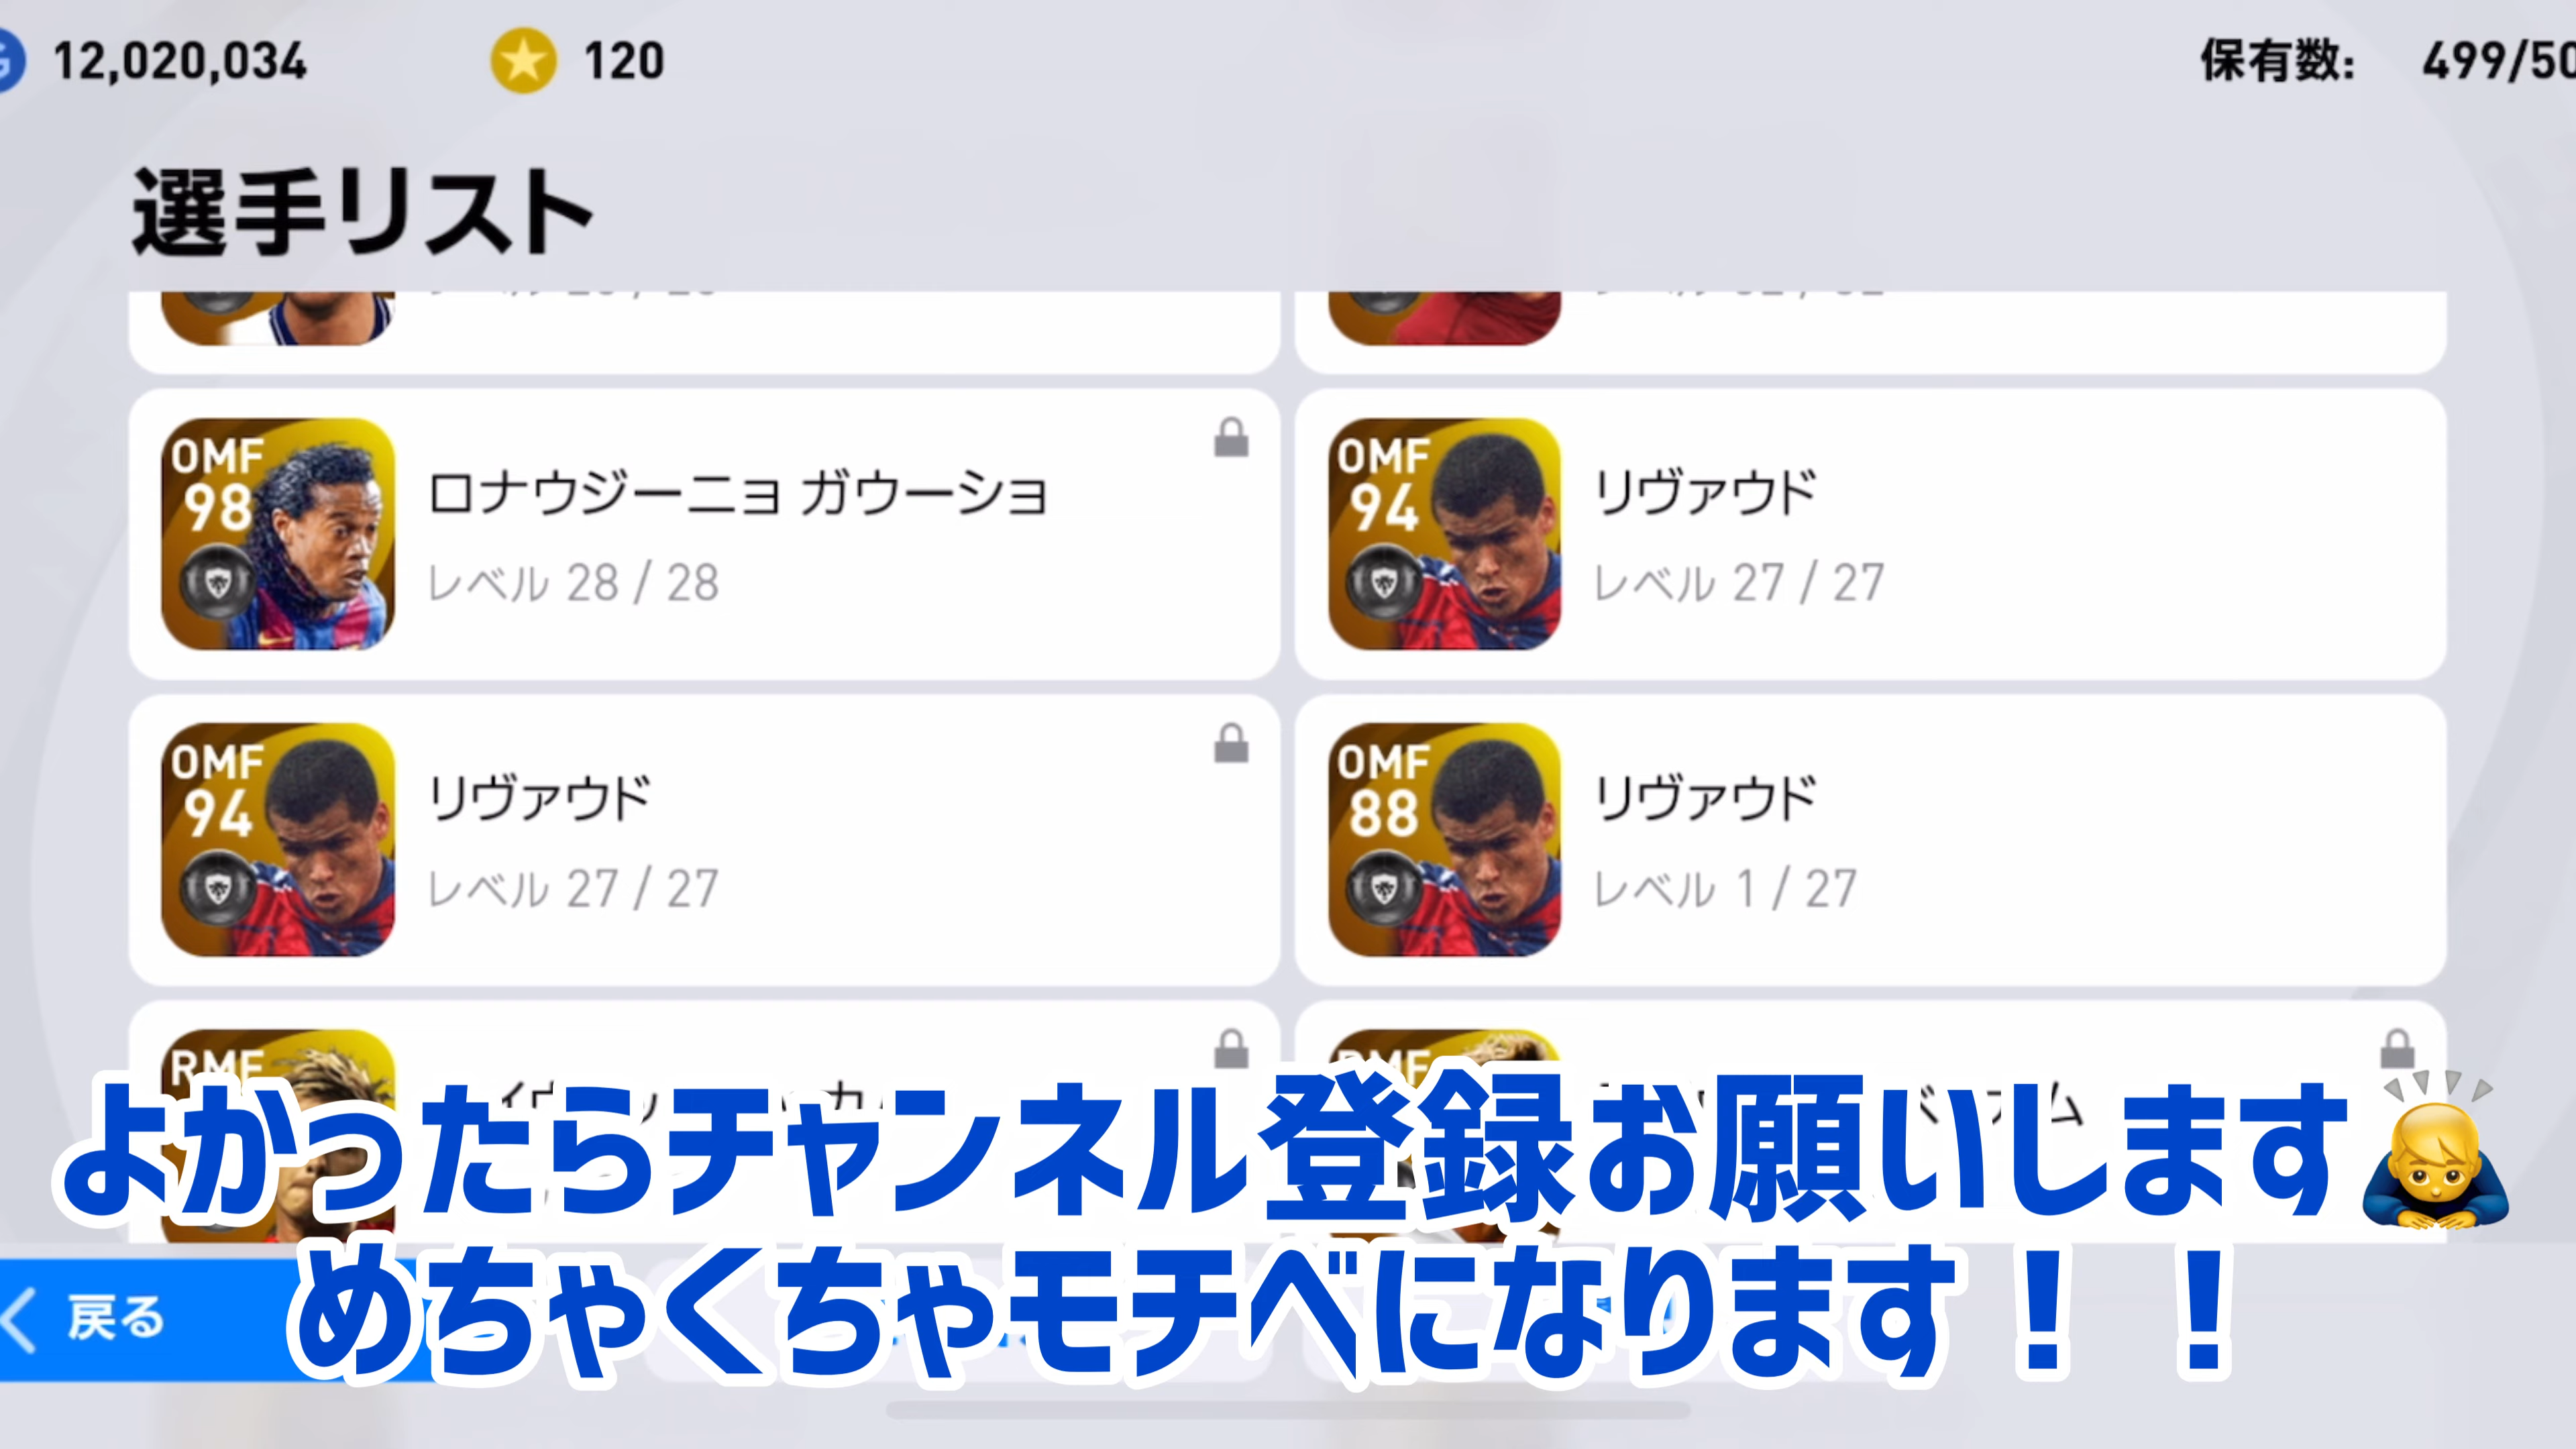 12,020,034
120
保有数:
499/50
選手リスト
OMF
98
ロナウジーニョ ガウーショ
レベル 28 / 28
OMF
94
リヴァウド
レベル 27 / 27
OMF
94
リヴァウド
レベル 27 / 27
OMF
88
リヴァウド
レベル 1 / 27
RMF
よかったらチャンネル登録お願いします🙇
めちゃくちゃモチベになります！！
戻る